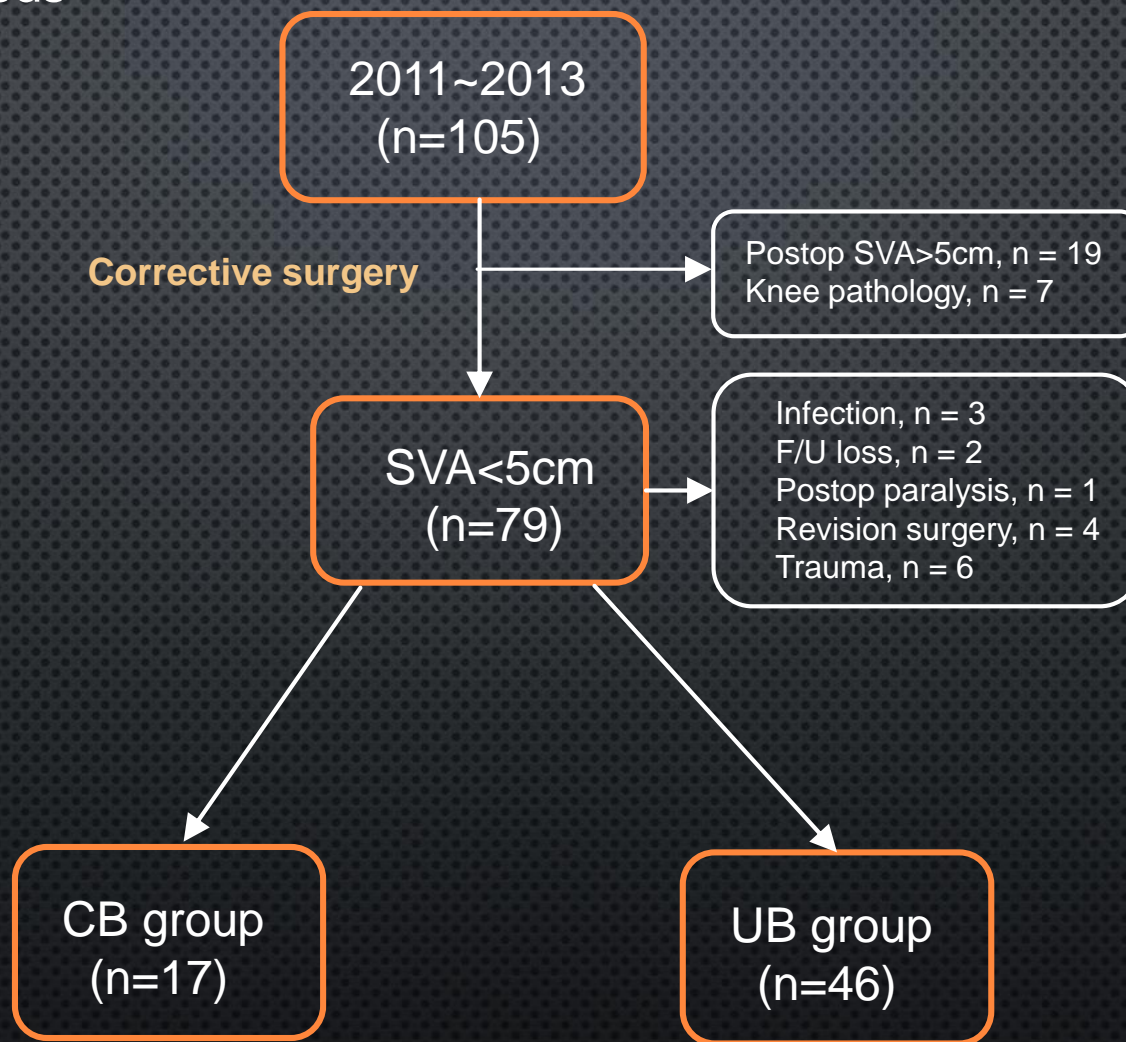 2011~2013
(n=105)
Corrective surgery
Postop SVA>5cm, n = 19
Knee pathology, n = 7
SVA<5cm
(n=79)
Infection, n = 3
F/U loss, n = 2
Postop paralysis, n = 1
Revision surgery, n = 4
Trauma, n = 6
CB group
(n=17)
UB group
(n=46)